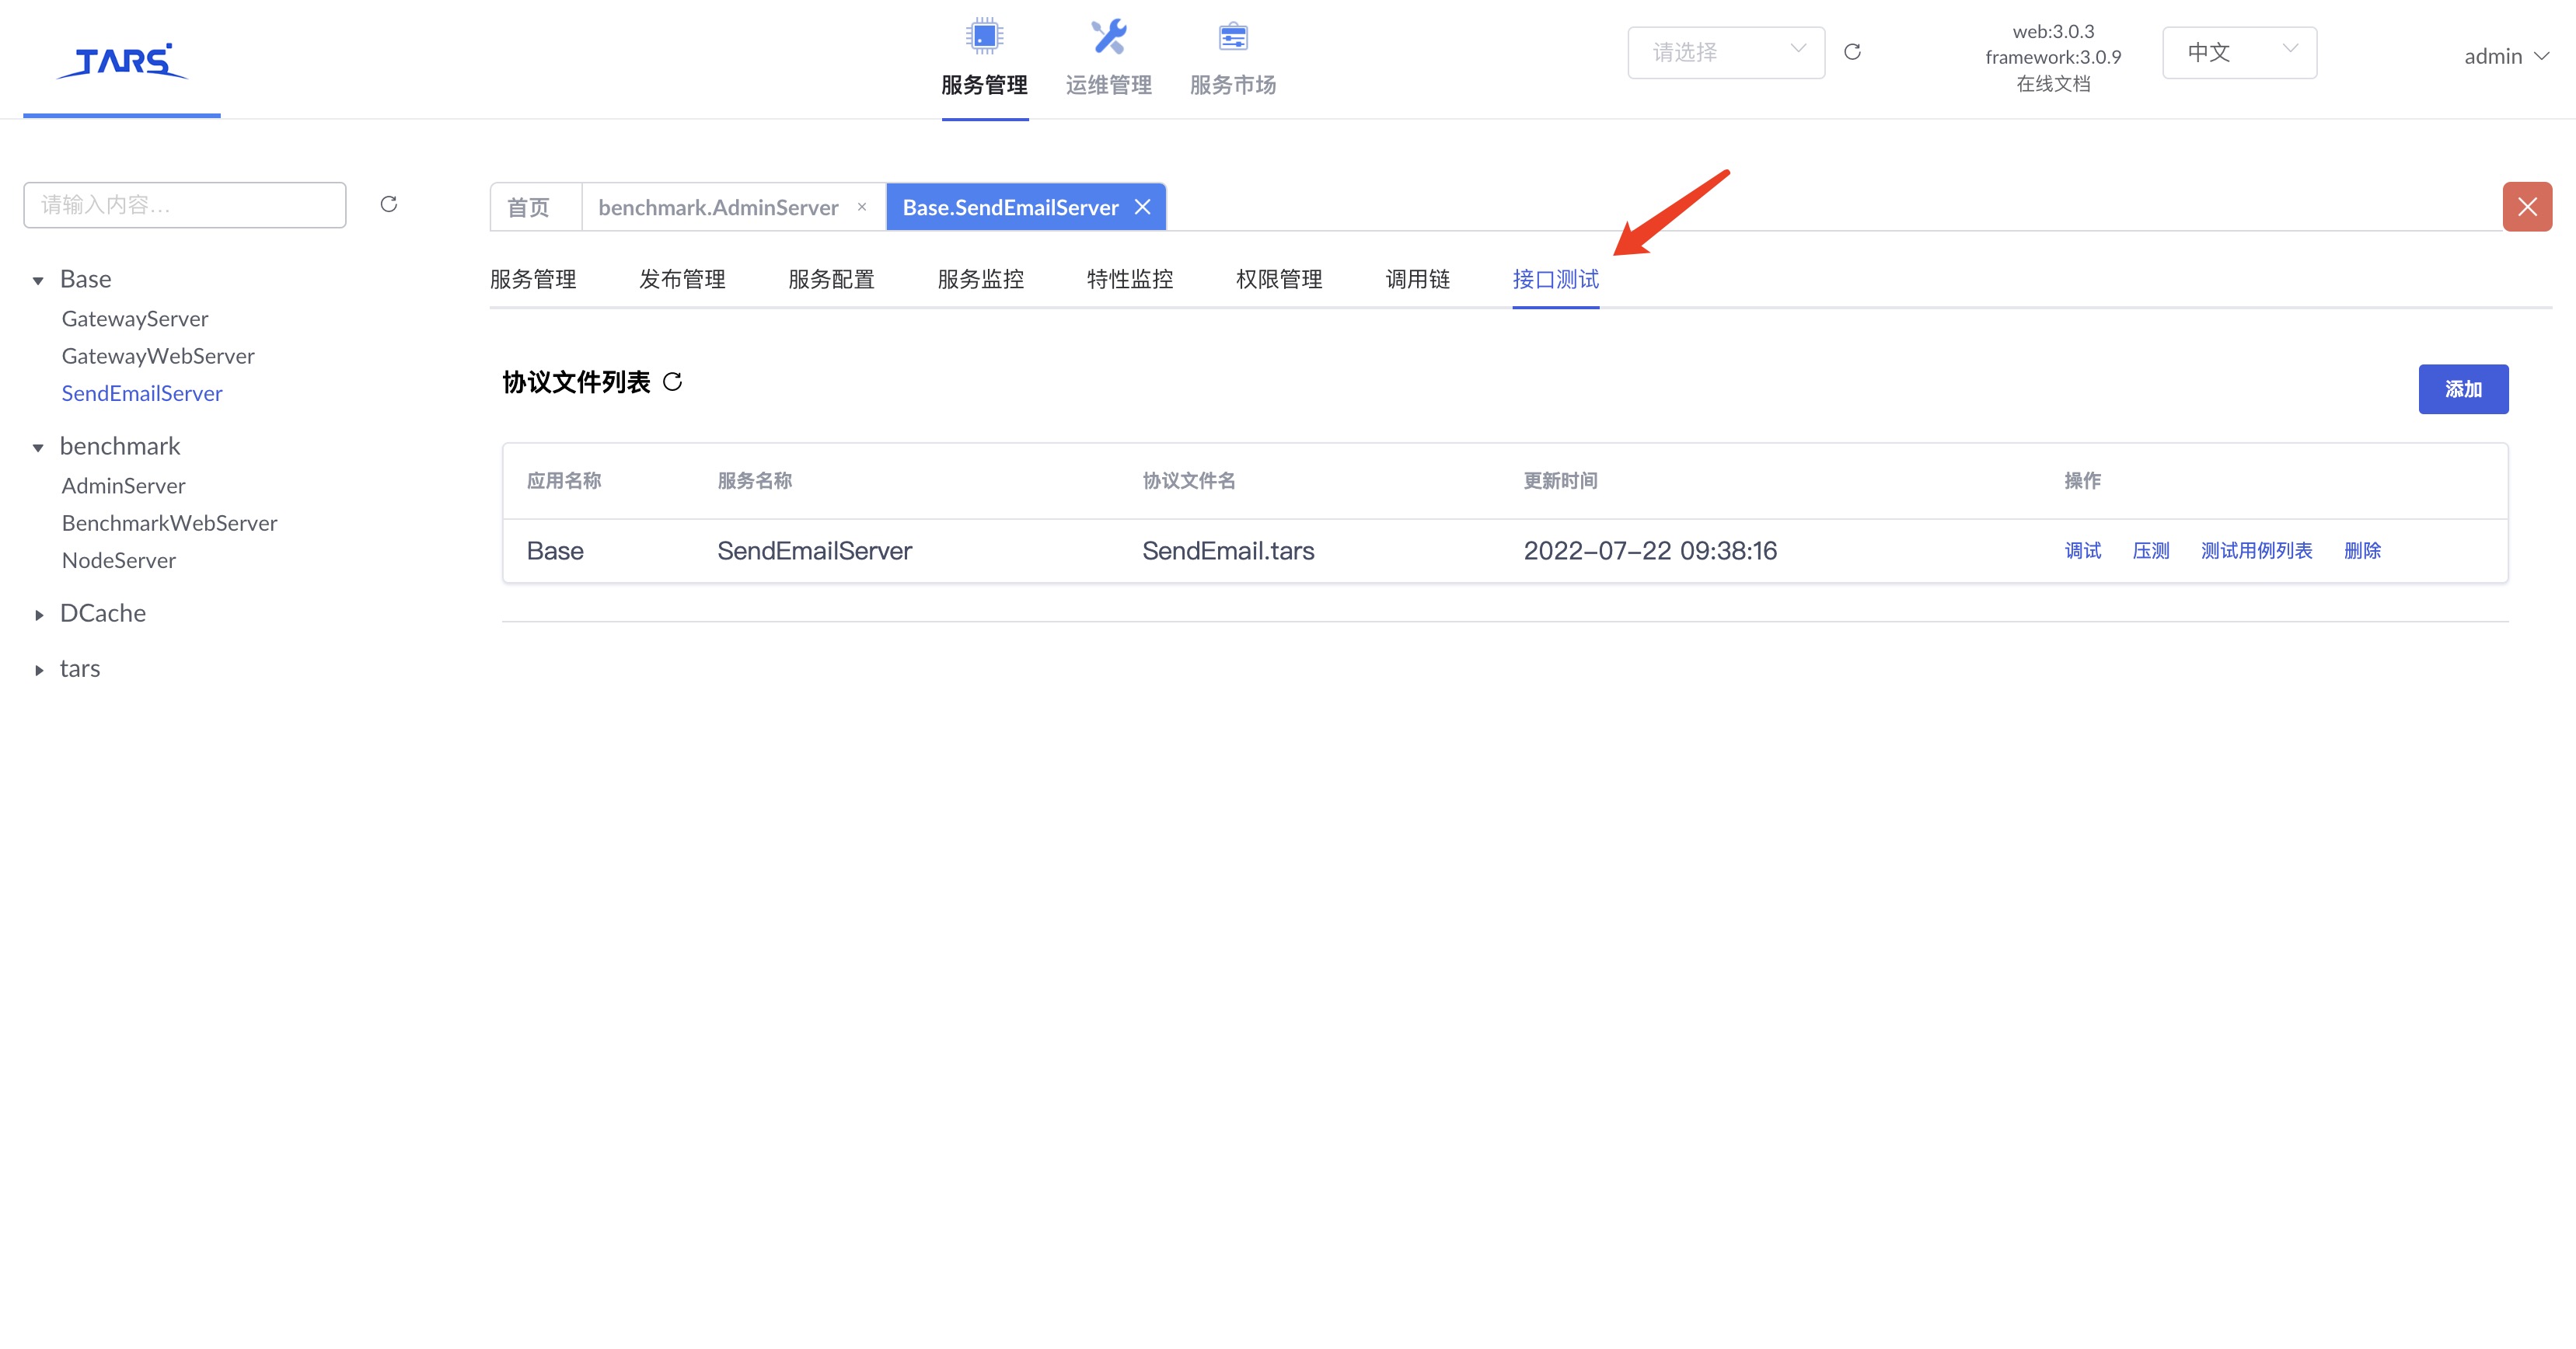 TARS
服务管理
运维管理
服务市场
请选择
web:3.0.3
framework:3.0.9
在线文档
中文
admin
请输入内容...
Base
GatewayServer
GatewayWebServer
SendEmailServer
benchmark
AdminServer
BenchmarkWebServer
NodeServer
DCache
tars
首页 benchmark.AdminServer × Base.SendEmailServer
服务管理 发布管理 服务配置 服务监控 特性监控 权限管理 调用链 接口测试
协议文件列表
添加
应用名称 服务名称 协议文件名 更新时间 操作
Base SendEmailServer SendEmail.tars 2022-07-22 09:38:16 调试 压测 测试用例列表 删除